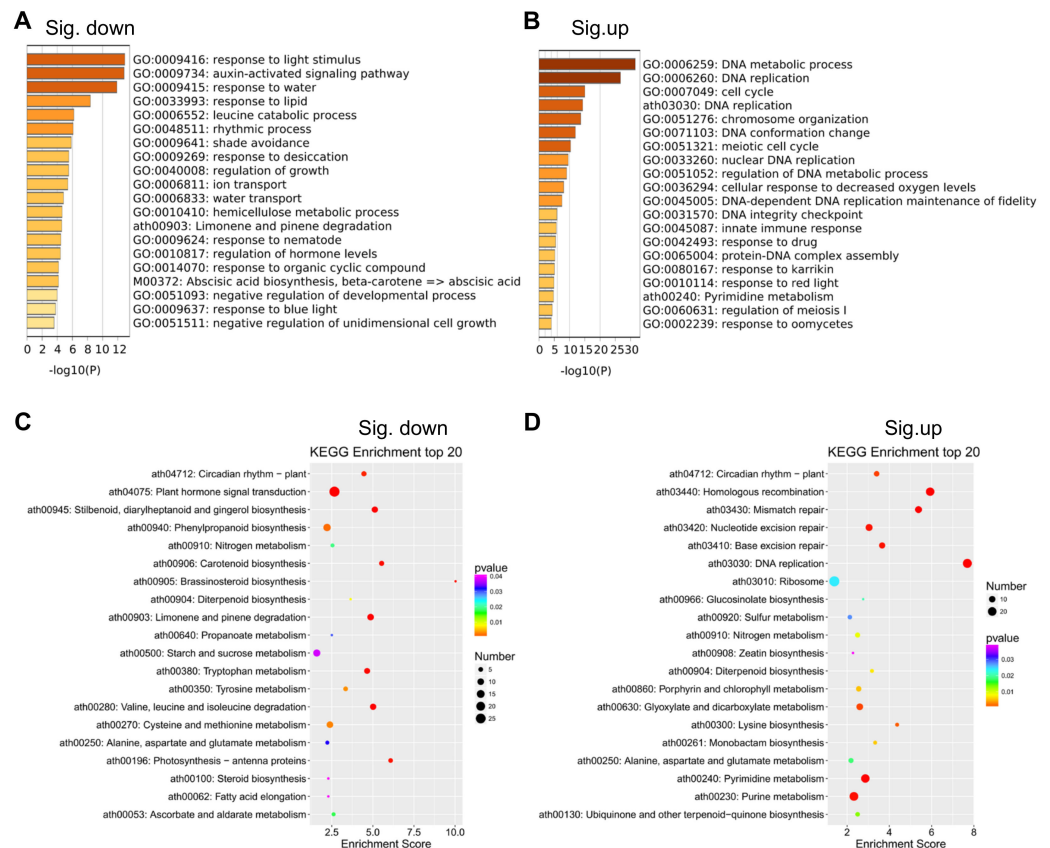 A Sig. down
GO:0009416: response to light stimulus
GO:0009734: auxin-activated signaling pathway
GO:0009415: response to water
GO:0033993: response to lipid
GO:0006552: leucine catabolic process
GO:0048511: rhythmic process
GO:0009641: shade avoidance
GO:0009269: response to desiccation
GO:0040008: regulation of growth
GO:0006811: ion transport
GO:0006833: water transport
GO:0010410: hemicellulose metabolic process
ath00903: Limonene and pinene degradation
GO:0009624: response to nematode
GO:0010817: regulation of hormone levels
GO:0014070: response to organic cyclic compound
M00372: Abscisic acid biosynthesis, beta-carotene => abscisic acid
GO:0051093: negative regulation of developmental process
GO:0009637: response to blue light
GO:0051511: negative regulation of unidimensional cell growth
0 2 4 6 8 10 12
-log10(P)
B Sig.up
GO:0006259: DNA metabolic process
GO:0006260: DNA replication
GO:0007049: cell cycle
ath03030: DNA replication
GO:0051276: chromosome organization
GO:0071103: DNA conformation change
GO:0051321: meiotic cell cycle
GO:0033260: nuclear DNA replication
GO:0051052: regulation of DNA metabolic process
GO:0036294: cellular response to decreased oxygen levels
GO:0045005: DNA-dependent DNA replication maintenance of fidelity
GO:0031570: DNA integrity checkpoint
GO:0045087: innate immune response
GO:0042493: response to drug
GO:0065004: protein-DNA complex assembly
GO:0080167: response to karrikin
GO:0010114: response to red light
ath00240: Pyrimidine metabolism
GO:0060631: regulation of meiosis I
GO:0002239: response to oomycetes
0 5 10 15 20 25 30
-log10(P)
C Sig. down
KEGG Enrichment top 20
ath04712: Circadian rhythm − plant
ath04075: Plant hormone signal transduction
ath00945: Stilbenoid, diarylheptanoid and gingerol biosynthesis
ath00940: Phenylpropanoid biosynthesis
ath00910: Nitrogen metabolism
ath00906: Carotenoid biosynthesis
ath00905: Brassinosteroid biosynthesis
ath00904: Diterpenoid biosynthesis
ath00903: Limonene and pinene degradation
ath00640: Propanoate metabolism
ath00500: Starch and sucrose metabolism
ath00380: Tryptophan metabolism
ath00350: Tyrosine metabolism
ath00280: Valine, leucine and isoleucine degradation
ath00270: Cysteine and methionine metabolism
ath00250: Alanine, aspartate and glutamate metabolism
ath00196: Photosynthesis − antenna proteins
ath00100: Steroid biosynthesis
ath00062: Fatty acid elongation
ath00053: Ascorbate and aldarate metabolism
2.5 5.0 7.5 10.0
Enrichment Score
pvalue
0.04
0.03
0.02
0.01
Number
5
10
15
20
25
D Sig.up
KEGG Enrichment top 20
ath04712: Circadian rhythm − plant
ath03440: Homologous recombination
ath03430: Mismatch repair
ath03420: Nucleotide excision repair
ath03410: Base excision repair
ath03030: DNA replication
ath03010: Ribosome
ath00966: Glucosinolate biosynthesis
ath00920: Sulfur metabolism
ath00910: Nitrogen metabolism
ath00908: Zeatin biosynthesis
ath00904: Diterpenoid biosynthesis
ath00860: Porphyrin and chlorophyll metabolism
ath00630: Glyoxylate and dicarboxylate metabolism
ath00300: Lysine biosynthesis
ath00261: Monobactam biosynthesis
ath00250: Alanine, aspartate and glutamate metabolism
ath00240: Pyrimidine metabolism
ath00230: Purine metabolism
ath00130: Ubiquinone and other terpenoid−quinone biosynthesis
2 4 6 8
Enrichment Score
Number
10
20
pvalue
0.03
0.02
0.01